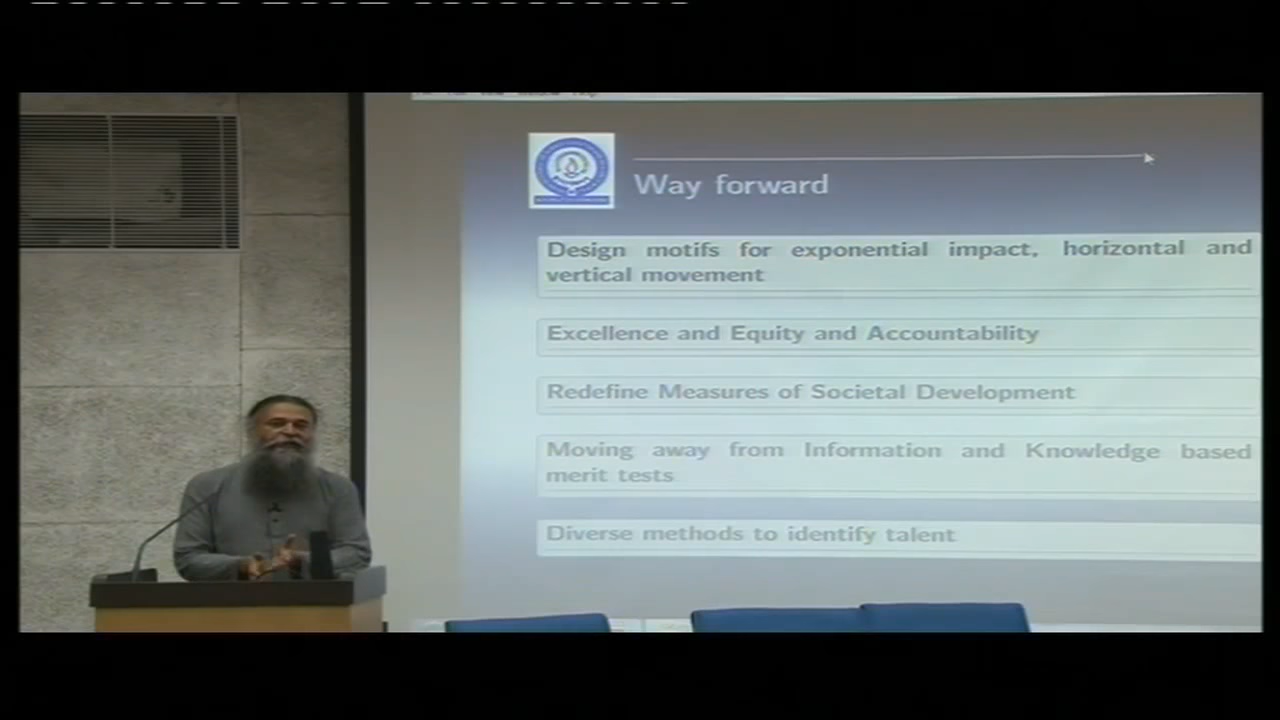 Way forward
Design motifs for exponential impact, horizontal and
vertical movement
Excellence and Equity and Accountability
Redefine Measures of Societal Development
Moving away from Information and Knowledge based
merit tests
Diverse methods to identify talent